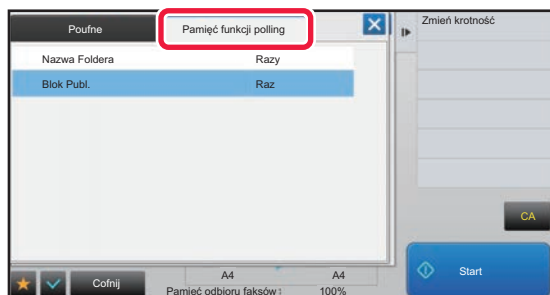 Poufne
Pamięć funkcji polling
Zmień krotność
Nazwa Foldera Razy
Blok Publ. Raz
CA
Start
Cofnij
A4 A4
Pamięć odbioru faksów: 100%